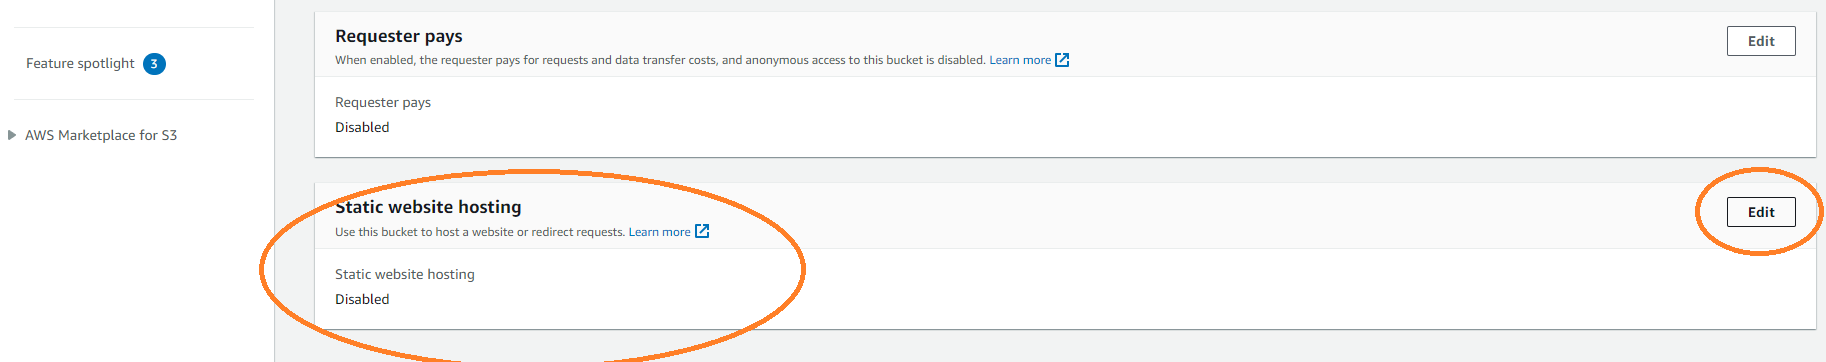 Feature spotlight 3
AWS Marketplace for S3
Requester pays
Edit
When enabled, the requester pays for requests and data transfer costs, and anonymous access to this bucket is disabled. Learn more
Requester pays
Disabled
Static website hosting
Edit
Use this bucket to host a website or redirect requests. Learn more
Static website hosting
Disabled